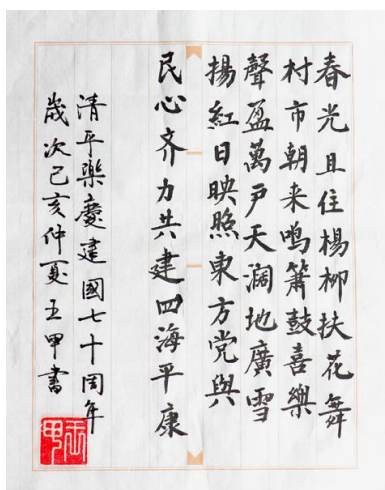 春光且住楊柳扶花舞
村市朝来鸣簫鼓喜樂
聲盈萬戶天濶地廣雪
揚紅日映照東方党與
民心齐力共建四海平康
清平樂慶建國七十周年
歲次己亥仲夏王甲書